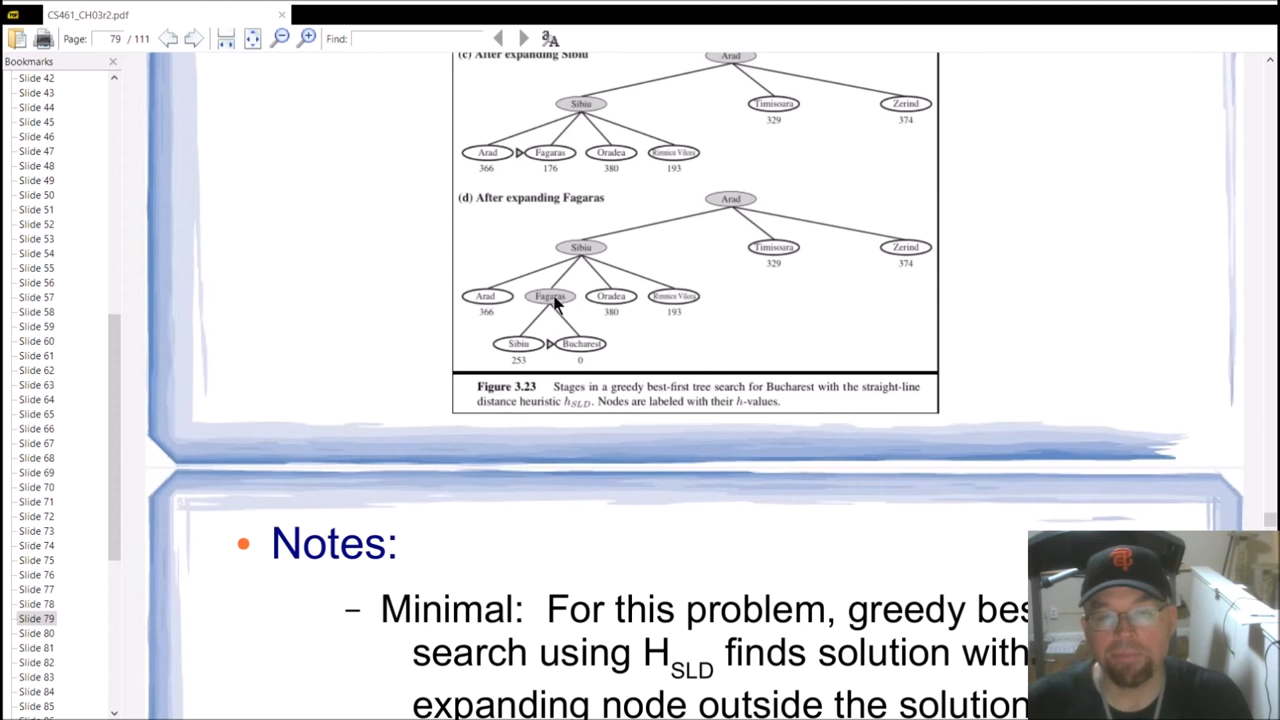 CS461_CH03r2.pdf ×
Page: 79 / 111 Find:
Bookmarks ×
Slide 42
Slide 43
Slide 44
Slide 45
Slide 46
Slide 47
Slide 48
Slide 49
Slide 50
Slide 51
Slide 52
Slide 53
Slide 54
Slide 55
Slide 56
Slide 57
Slide 58
Slide 59
Slide 60
Slide 61
Slide 62
Slide 63
Slide 64
Slide 65
Slide 66
Slide 67
Slide 68
Slide 69
Slide 70
Slide 71
Slide 72
Slide 73
Slide 74
Slide 75
Slide 76
Slide 77
Slide 78
Slide 79
Slide 80
Slide 81
Slide 82
Slide 83
Slide 84
Slide 85
(c) After expanding Sibiu Arad
Sibiu Timisoara Zerind
329 374
Arad Fagaras Oradea Rimnicu Vilcea
366 176 380 193
(d) After expanding Fagaras Arad
Sibiu Timisoara Zerind
329 374
Arad Fagaras Oradea Rimnicu Vilcea
366 380 193
Sibiu Bucharest
253 0
Figure 3.23 Stages in a greedy best-first tree search for Bucharest with the straight-line
distance heuristic hSLD. Nodes are labeled with their h-values.
• Notes:
– Minimal: For this problem, greedy bes
search using HSLD finds solution with
expanding node outside the solution